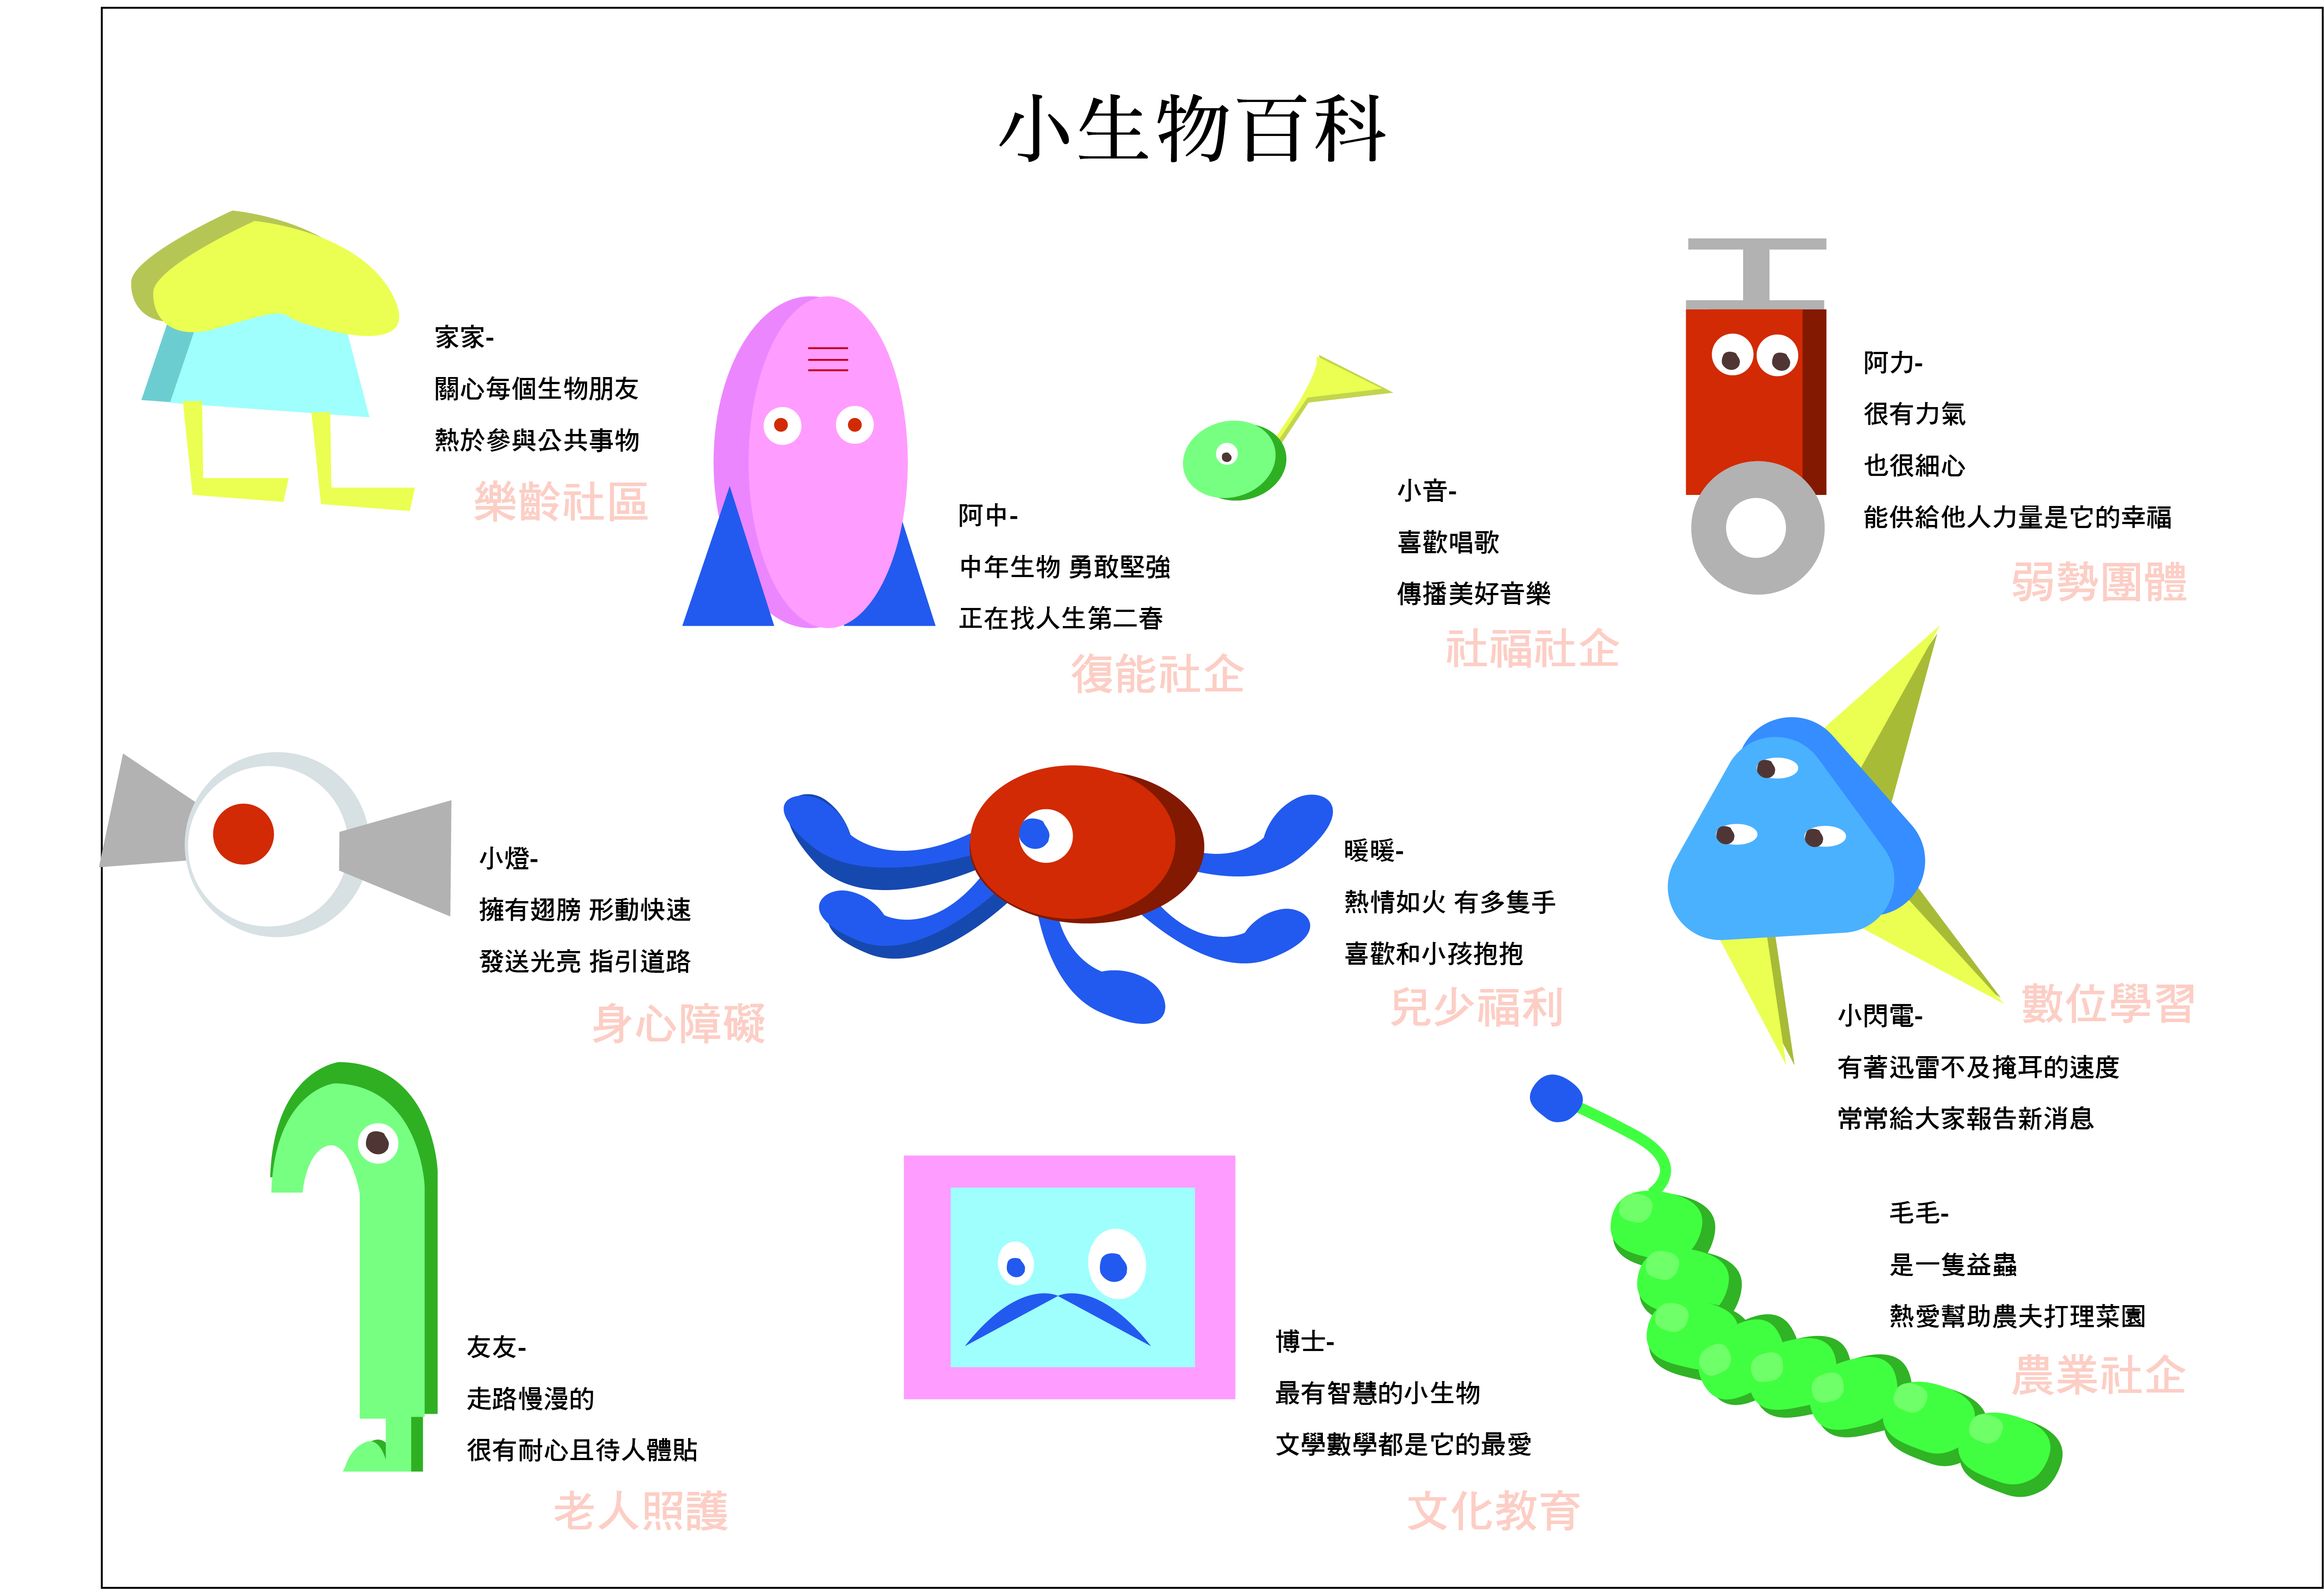 小生物百科
家家-
關心每個生物朋友
熱於參與公共事物
樂齡社區
阿中-
中年生物 勇敢堅強
正在找人生第二春
復能社企
小音-
喜歡唱歌
傳播美好音樂
社福社企
阿力-
很有力氣
也很細心
能供給他人力量是它的幸福
弱勢團體
小燈-
擁有翅膀 形動快速
發送光亮 指引道路
身心障礙
暖暖-
熱情如火 有多隻手
喜歡和小孩抱抱
兒少福利
數位學習
小閃電-
有著迅雷不及掩耳的速度
常常給大家報告新消息
友友-
走路慢漫的
很有耐心且待人體貼
老人照護
博士-
最有智慧的小生物
文學數學都是它的最愛
文化教育
毛毛-
是一隻益蟲
熱愛幫助農夫打理菜園
農業社企